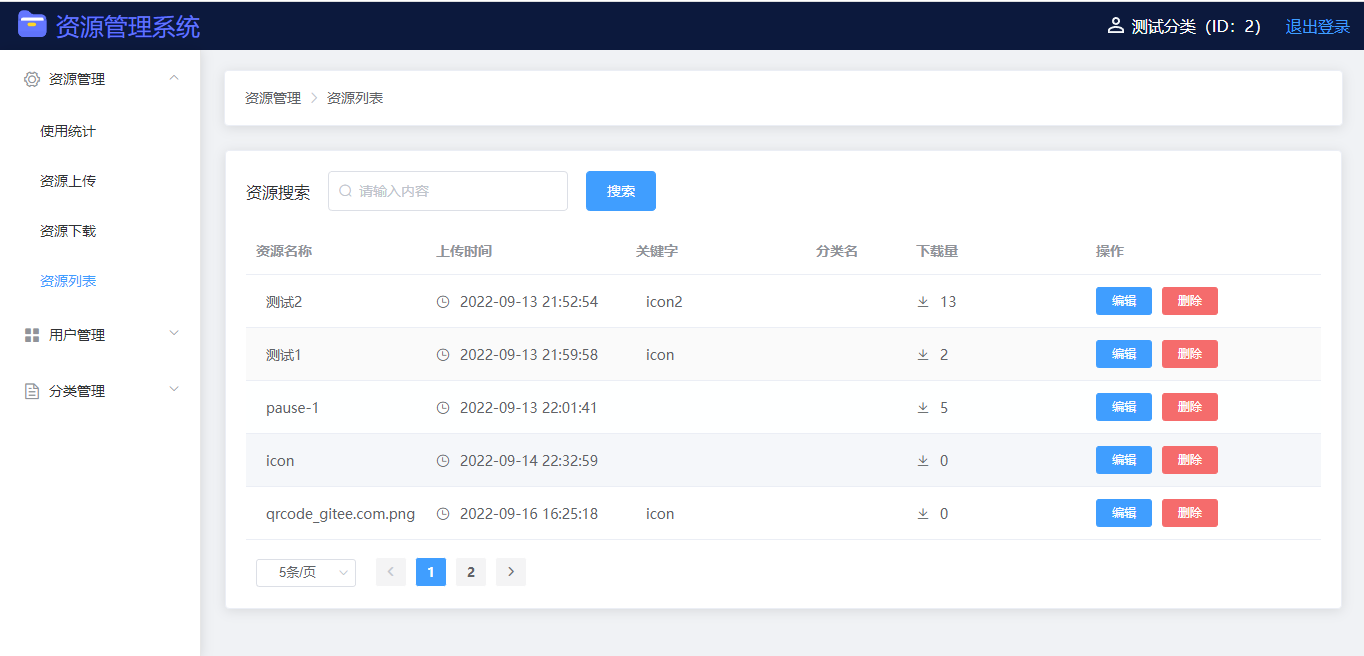 资源管理系统
测试分类（ID：2） 退出登录
资源管理
使用统计
资源上传
资源下载
资源列表
用户管理
分类管理
资源管理 > 资源列表
资源搜索 请输入内容 搜索
资源名称 上传时间 关键字 分类名 下载量 操作
测试2 2022-09-13 21:52:54 icon2 13 编辑 删除
测试1 2022-09-13 21:59:58 icon 2 编辑 删除
pause-1 2022-09-13 22:01:41 5 编辑 删除
icon 2022-09-14 22:32:59 0 编辑 删除
qrcode_gitee.com.png 2022-09-16 16:25:18 icon 0 编辑 删除
5条/页 < 1 2 >